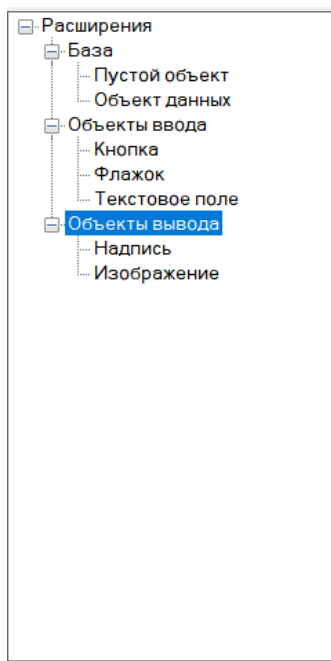 Расширения
База
Пустой объект
Объект данных
Объекты ввода
Кнопка
Флажок
Текстовое поле
Объекты вывода
Надпись
Изображение